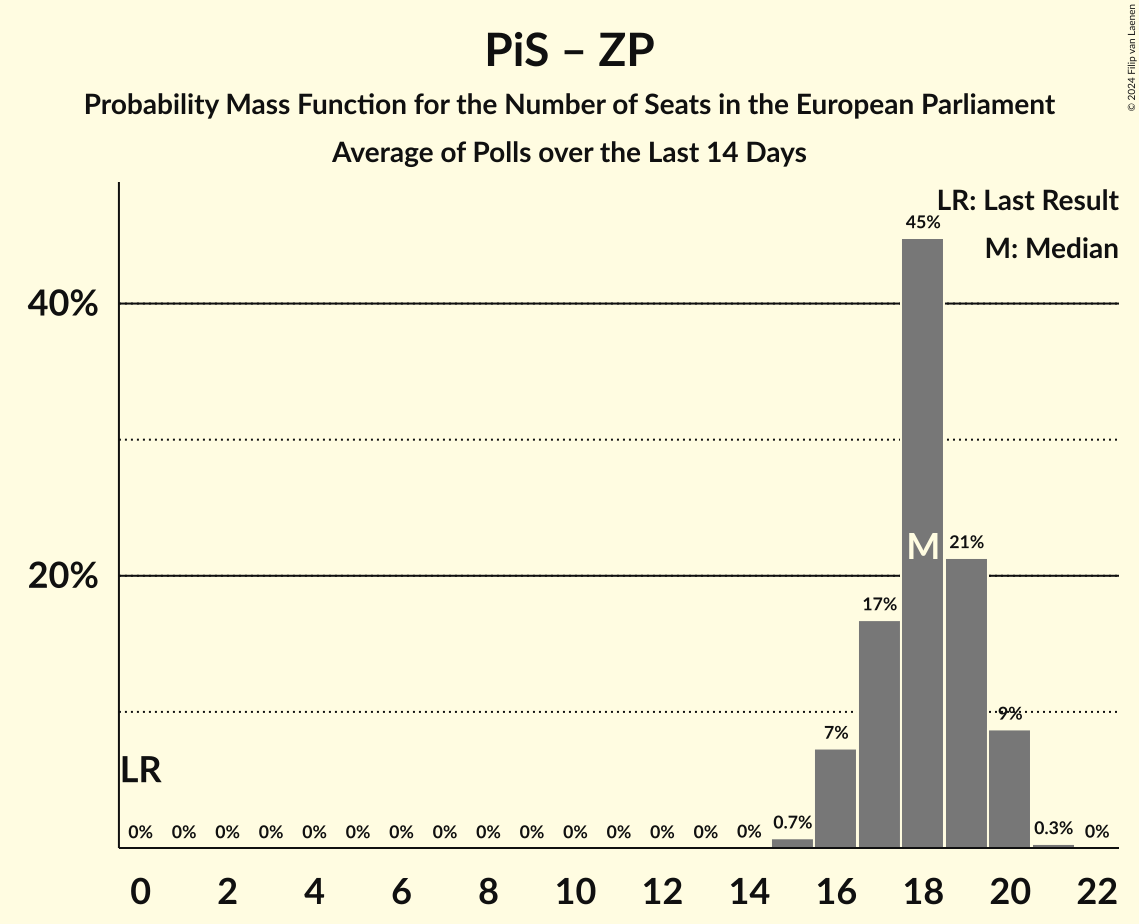 PiS – ZP
Probability Mass Function for the Number of Seats in the European Parliament
Average of Polls over the Last 14 Days
© 2024 Filip van Laenen
LR: Last Result
M: Median
45%
40%
M
21%
20%
17%
9%
7%
LR
0% 0% 0% 0% 0% 0% 0% 0% 0% 0% 0% 0% 0% 0% 0% 0.7% 0.3% 0%
0 2 4 6 8 10 12 14 16 18 20 22